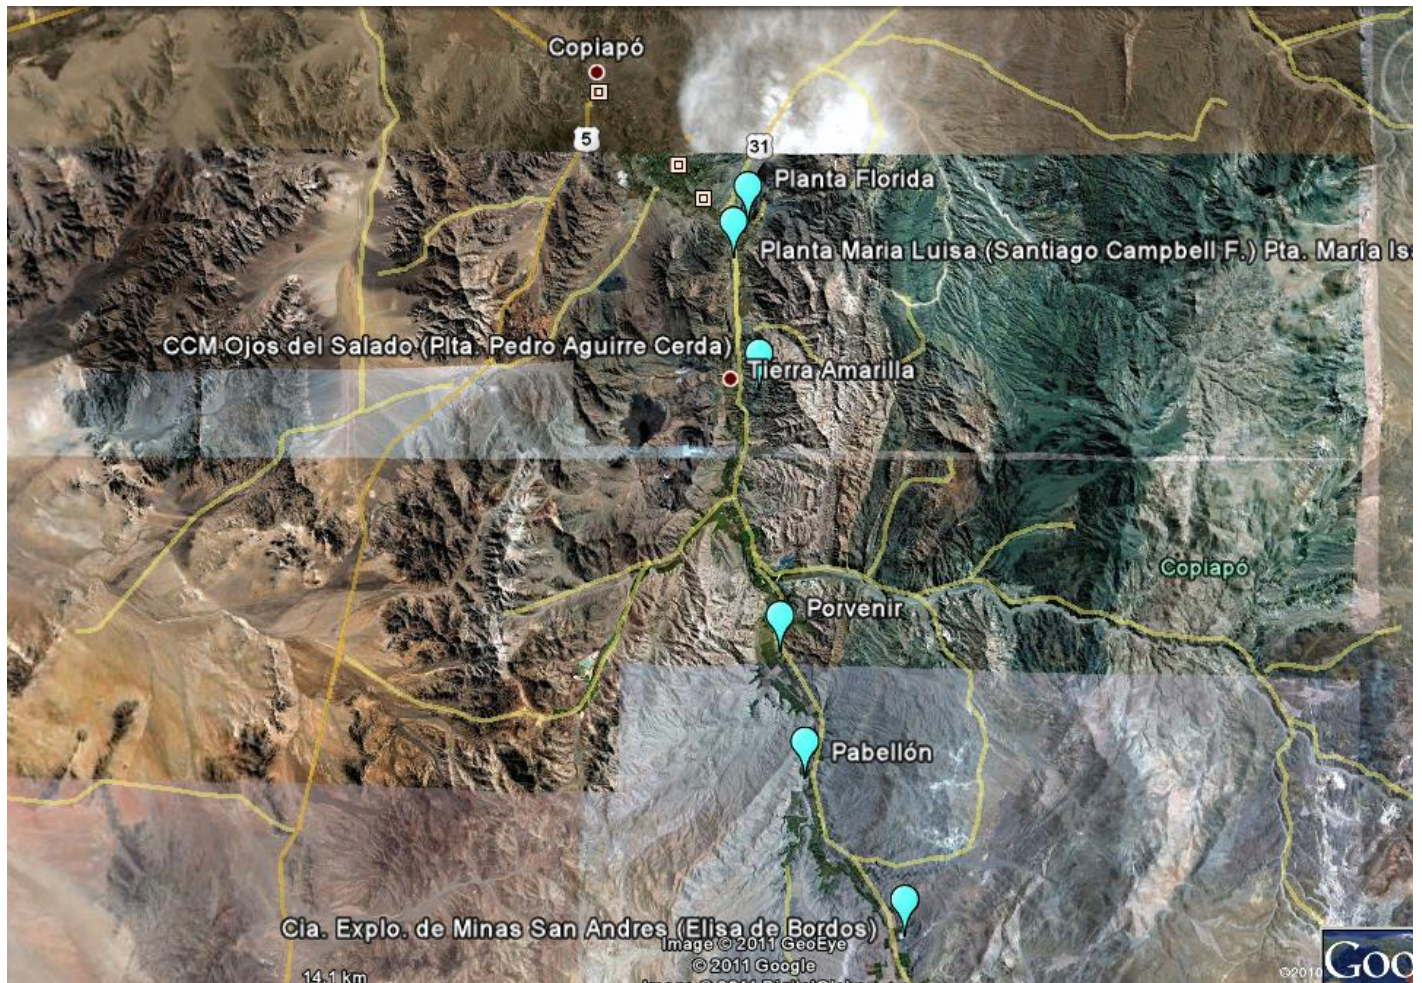 Copiapó
5
31
Planta Florida
Planta Maria Luisa (Santiago Campbell F.) Pta. María Is
CCM Ojos del Salado (Plta. Pedro Aguirre Cerda)
Tierra Amarilla
Copiapó
Porvenir
Pabellón
Cia. Explo. de Minas San Andres (Elisa de Bordos)
Image © 2011 GeoEye
© 2011 Google
14.1 km
©2010
Goo